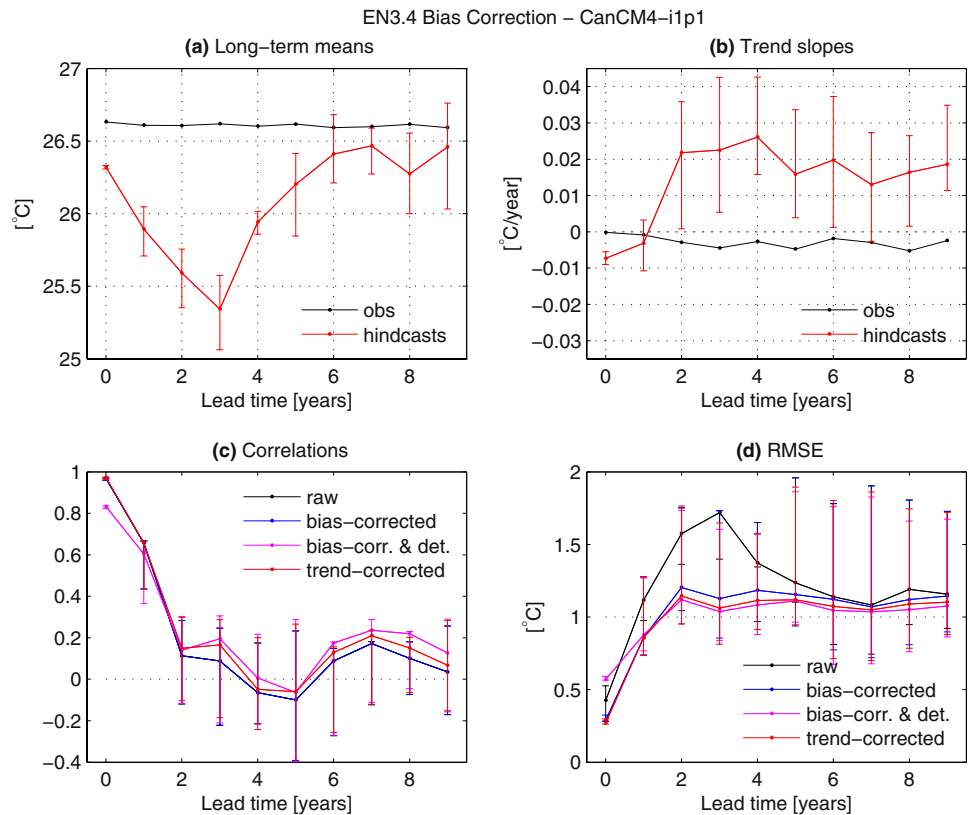 EN3.4 Bias Correction – CanCM4–i1p1
(a) Long–term means
27
26.5
26
25.5
25
[°C]
obs
hindcasts
0 2 4 6 8
Lead time [years]
(b) Trend slopes
0.04
0.03
0.02
0.01
0
−0.01
−0.02
−0.03
[°C/year]
obs
hindcasts
0 2 4 6 8
Lead time [years]
(c) Correlations
1
0.8
0.6
0.4
0.2
0
−0.2
−0.4
raw
bias–corrected
bias–corr. & det.
trend–corrected
0 2 4 6 8
Lead time [years]
(d) RMSE
2
1.5
1
0.5
0
[°C]
raw
bias–corrected
bias–corr. & det.
trend–corrected
0 2 4 6 8
Lead time [years]